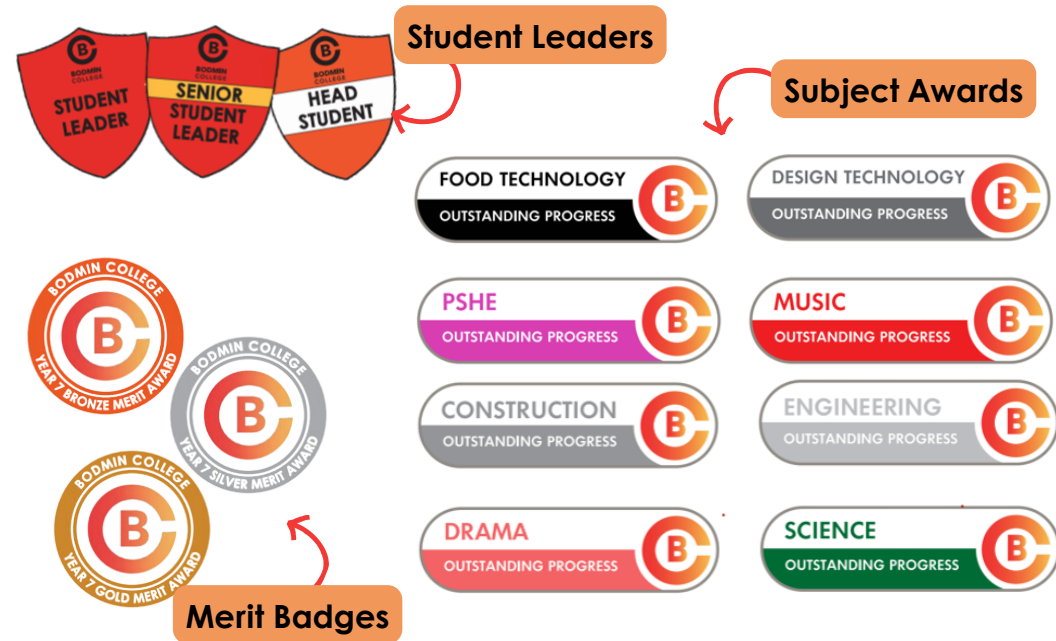 Student Leaders
B
BODMIN
COLLEGE
STUDENT
LEADER
B
BODMIN
COLLEGE
SENIOR
STUDENT
LEADER
B
BODMIN
COLLEGE
HEAD
STUDENT
Subject Awards
FOOD TECHNOLOGY
OUTSTANDING PROGRESS
B
DESIGN TECHNOLOGY
OUTSTANDING PROGRESS
B
PSHE
OUTSTANDING PROGRESS
B
MUSIC
OUTSTANDING PROGRESS
B
CONSTRUCTION
OUTSTANDING PROGRESS
B
ENGINEERING
OUTSTANDING PROGRESS
B
DRAMA
OUTSTANDING PROGRESS
B
SCIENCE
OUTSTANDING PROGRESS
B
BODMIN COLLEGE
B
YEAR 7 BRONZE MERIT AWARD
BODMIN COLLEGE
B
YEAR 7 SILVER MERIT AWARD
BODMIN COLLEGE
B
YEAR 7 GOLD MERIT AWARD
Merit Badges